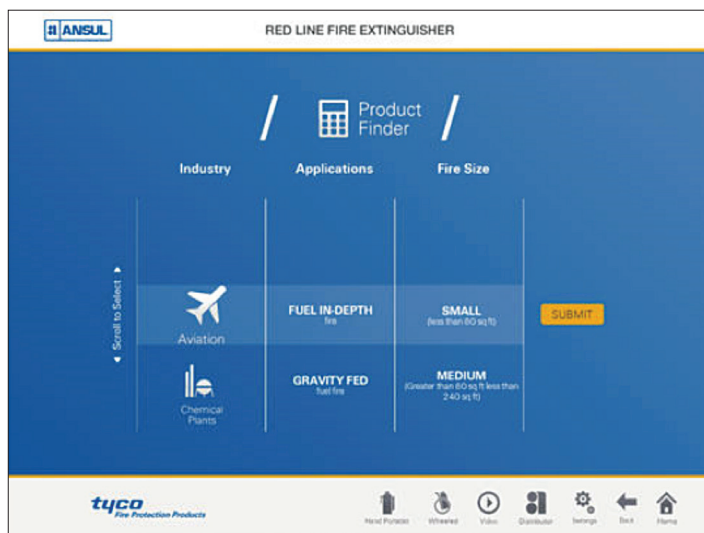 ANSUL
RED LINE FIRE EXTINGUISHER
Product
Finder
Industry
Applications
Fire Size
Scroll to Select
Aviation
FUEL IN-DEPTH
fire
SMALL
(less than 60 sq ft)
SUBMIT
Chemical
Plants
GRAVITY FED
fuel fire
MEDIUM
(Greater than 60 sq ft less than
240 sq ft)
tyco
Fire Protection Products
Hand Portable
Wheeled
Video
Distributor
Settings
Back
Home